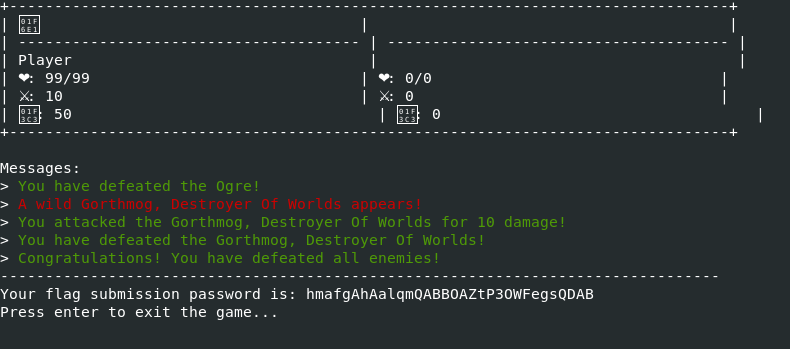 +-------------------------------------------------------------------------------+
| 🛡 | |
| -------------------------------------- | -------------------------------------- |
| Player | |
| ❤: 99/99 | ❤: 0/0 |
| ⚔: 10 | ⚔: 0 |
| 🏃: 50 | 🏃: 0 |
+-------------------------------------------------------------------------------+
Messages:
> You have defeated the Ogre!
> A wild Gorthmog, Destroyer Of Worlds appears!
> You attacked the Gorthmog, Destroyer Of Worlds for 10 damage!
> You have defeated the Gorthmog, Destroyer Of Worlds!
> Congratulations! You have defeated all enemies!
--------------------------------------------------------------------------------
Your flag submission password is: hmafgAhAalqmQABBOAZtP3OWFegsQDAB
Press enter to exit the game...